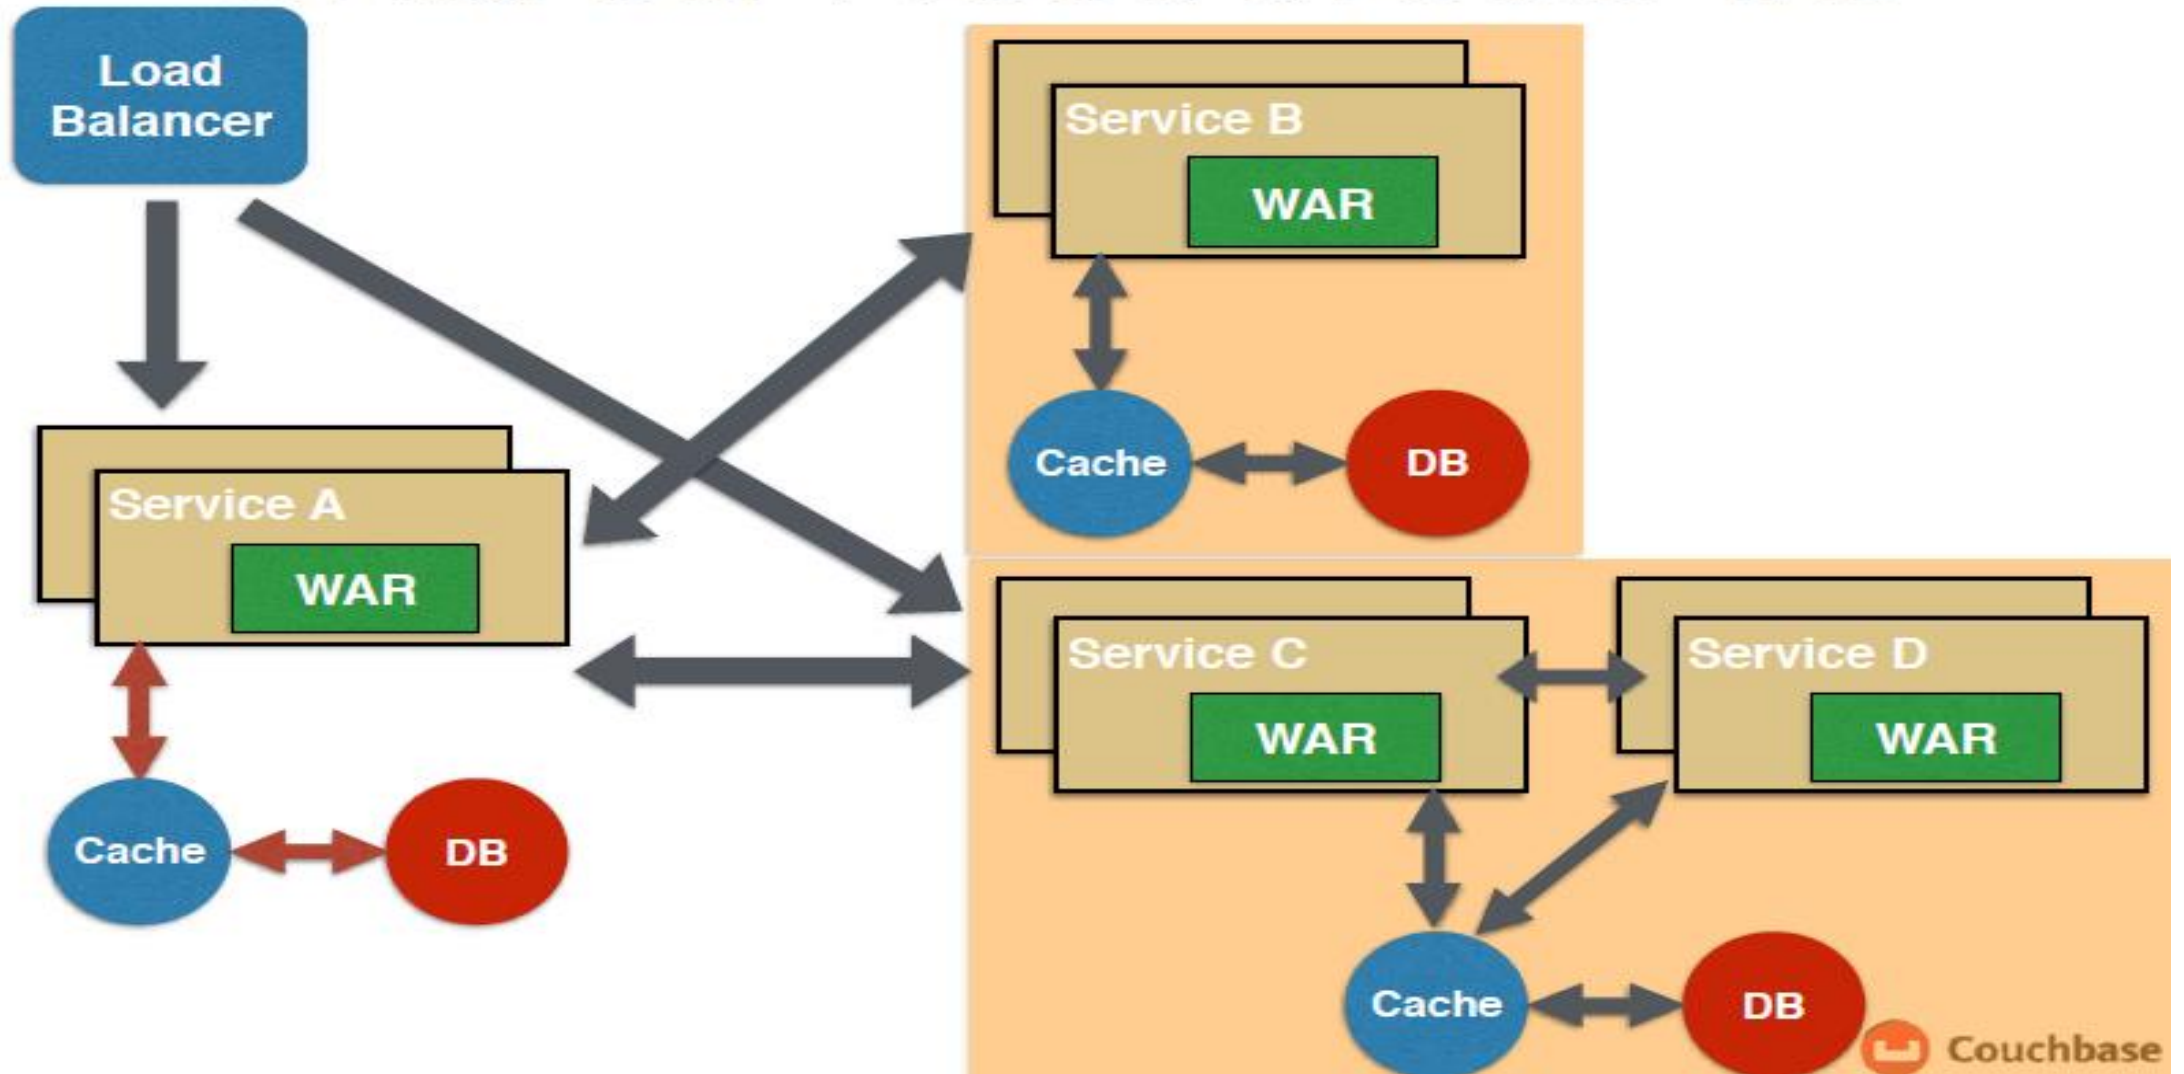 Load
Balancer
Service B
WAR
Cache
DB
Service A
WAR
Cache
DB
Service C
WAR
Service D
WAR
Cache
DB
Couchbase